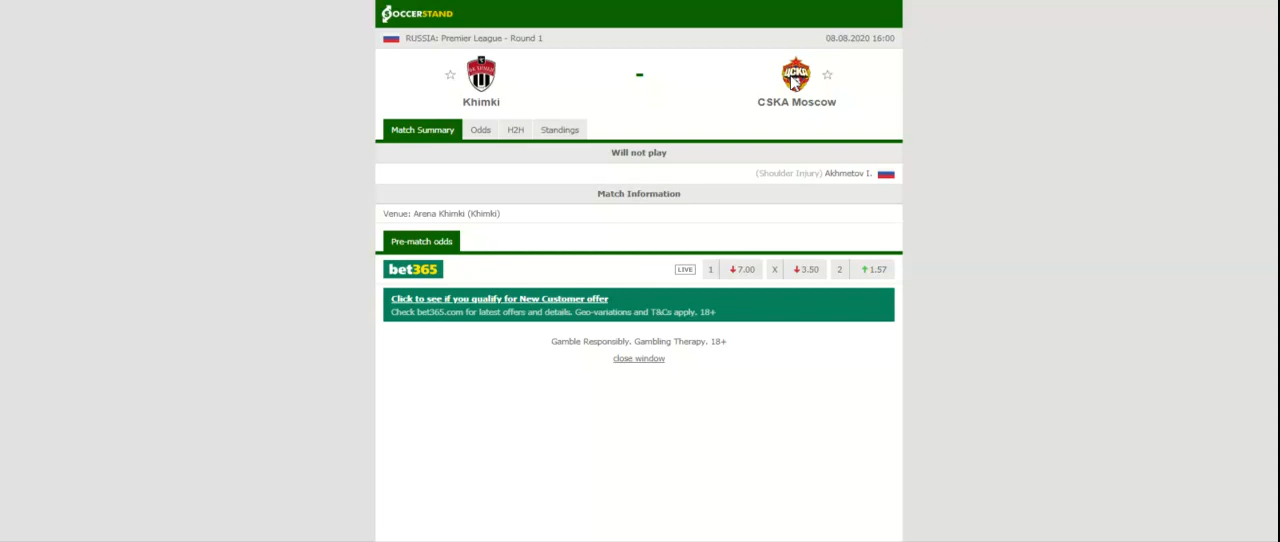 SOCCERSTAND
RUSSIA: Premier League - Round 1 08.08.2020 16:00
Khimki - CSKA Moscow
Match Summary Odds H2H Standings
Will not play
(Shoulder Injury) Akhmetov I.
Match Information
Venue: Arena Khimki (Khimki)
Pre-match odds
bet365 LIVE 1 7.00 X 3.50 2 1.57
Click to see if you qualify for New Customer offer
Check bet365.com for latest offers and details. Geo-variations and T&Cs apply. 18+
Gamble Responsibly. Gambling Therapy. 18+
close window